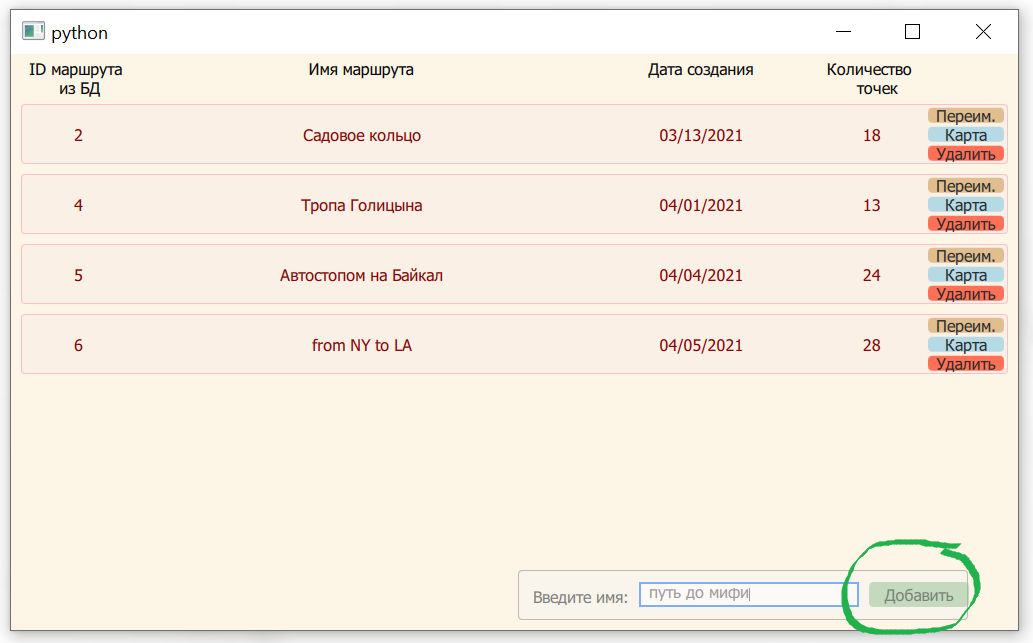 python
ID маршрута из БД
Имя маршрута
Дата создания
Количество точек
2 Садовое кольцо 03/13/2021 18
Переим.
Карта
Удалить
4 Тропа Голицына 04/01/2021 13
Переим.
Карта
Удалить
5 Автостопом на Байкал 04/04/2021 24
Переим.
Карта
Удалить
6 from NY to LA 04/05/2021 28
Переим.
Карта
Удалить
Введите имя: путь до мифи Добавить